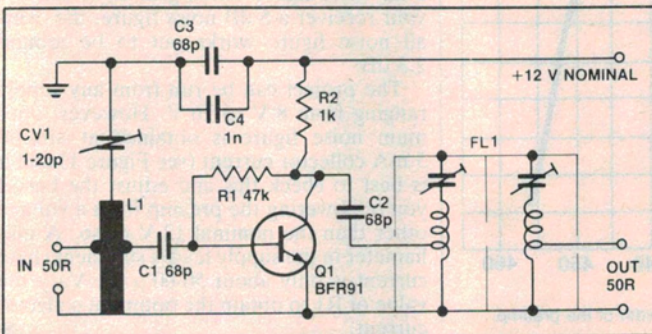 C3
68p
+12 V NOMINAL
R2
1k
C4
1n
CV1
1-20p
FL1
R1 47k
L1
C2
68p
IN 50R
C1 68p
Q1
BFR91
OUT
50R